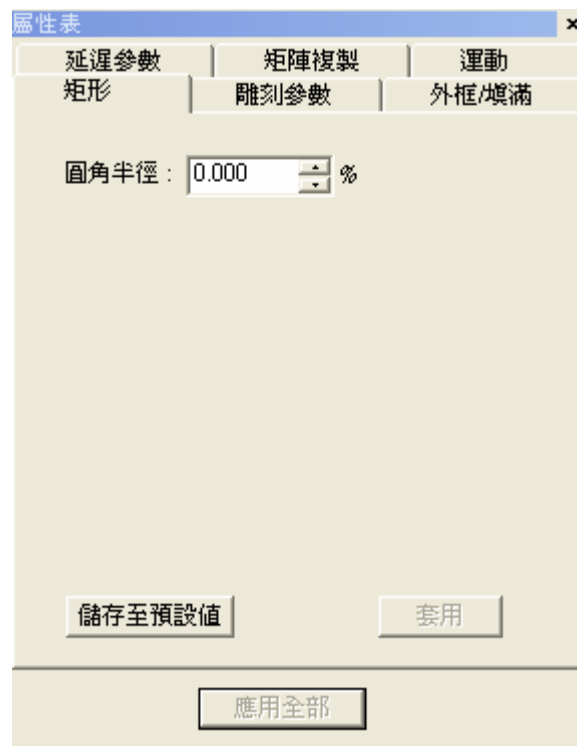 屬性表
延遲參數 矩陣複製 運動
矩形 雕刻參數 外框/填滿
圓角半徑： 0.000 %
儲存至預設值 套用
應用全部